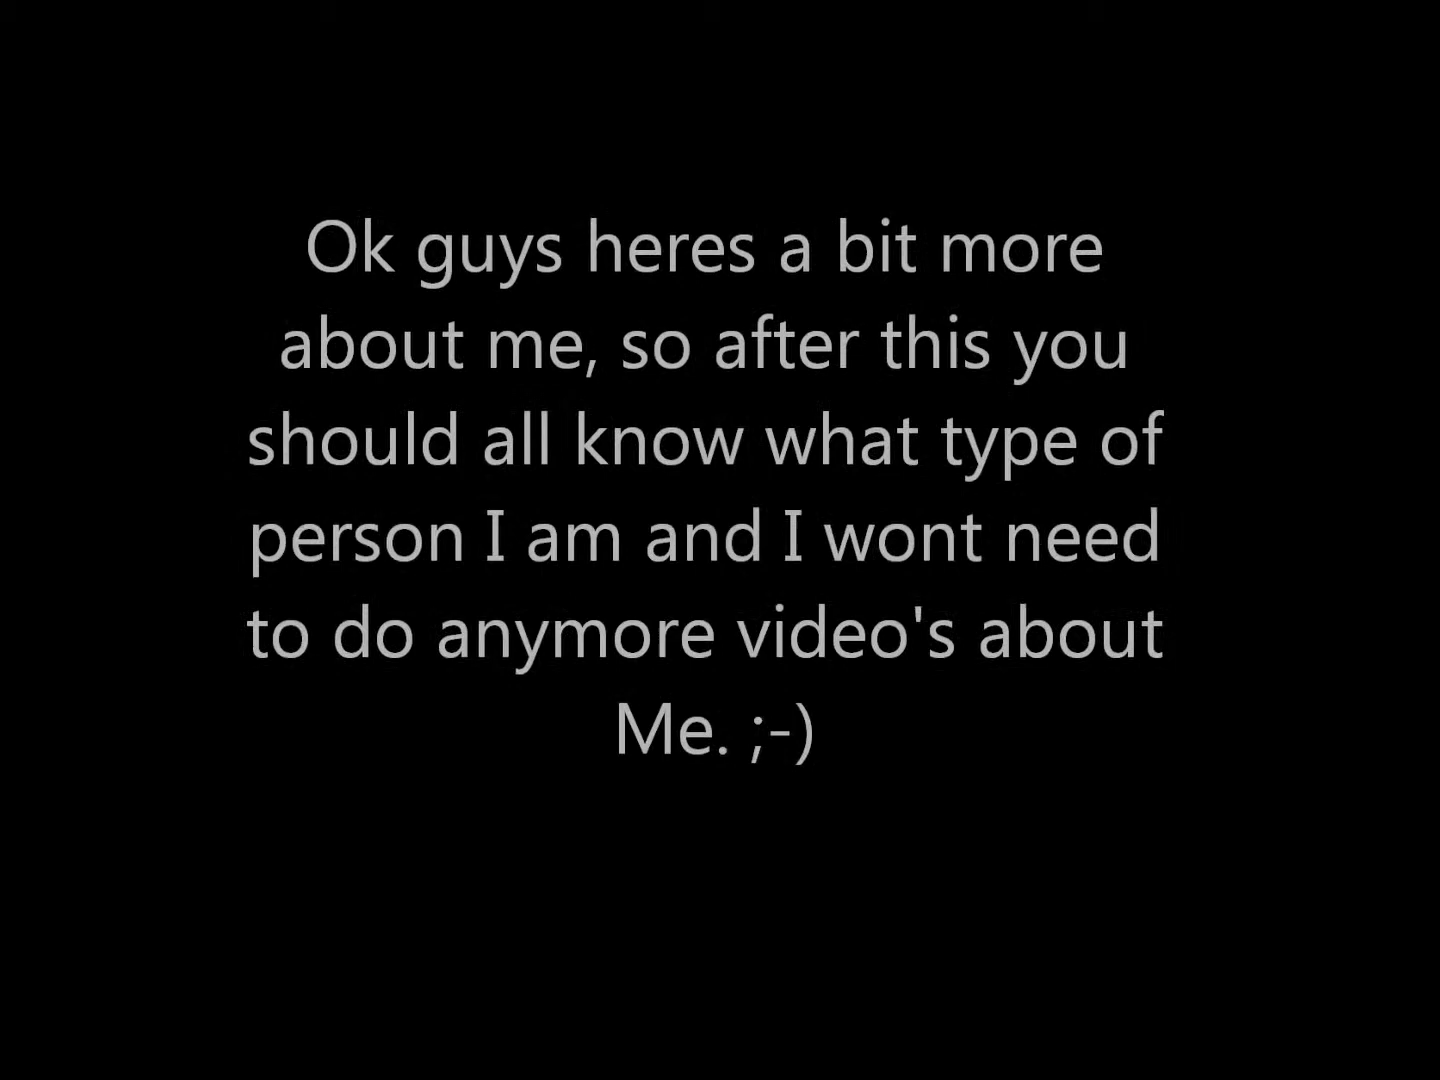 Ok guys heres a bit more
about me, so after this you
should all know what type of
person I am and I wont need
to do anymore video's about
Me. ;-)